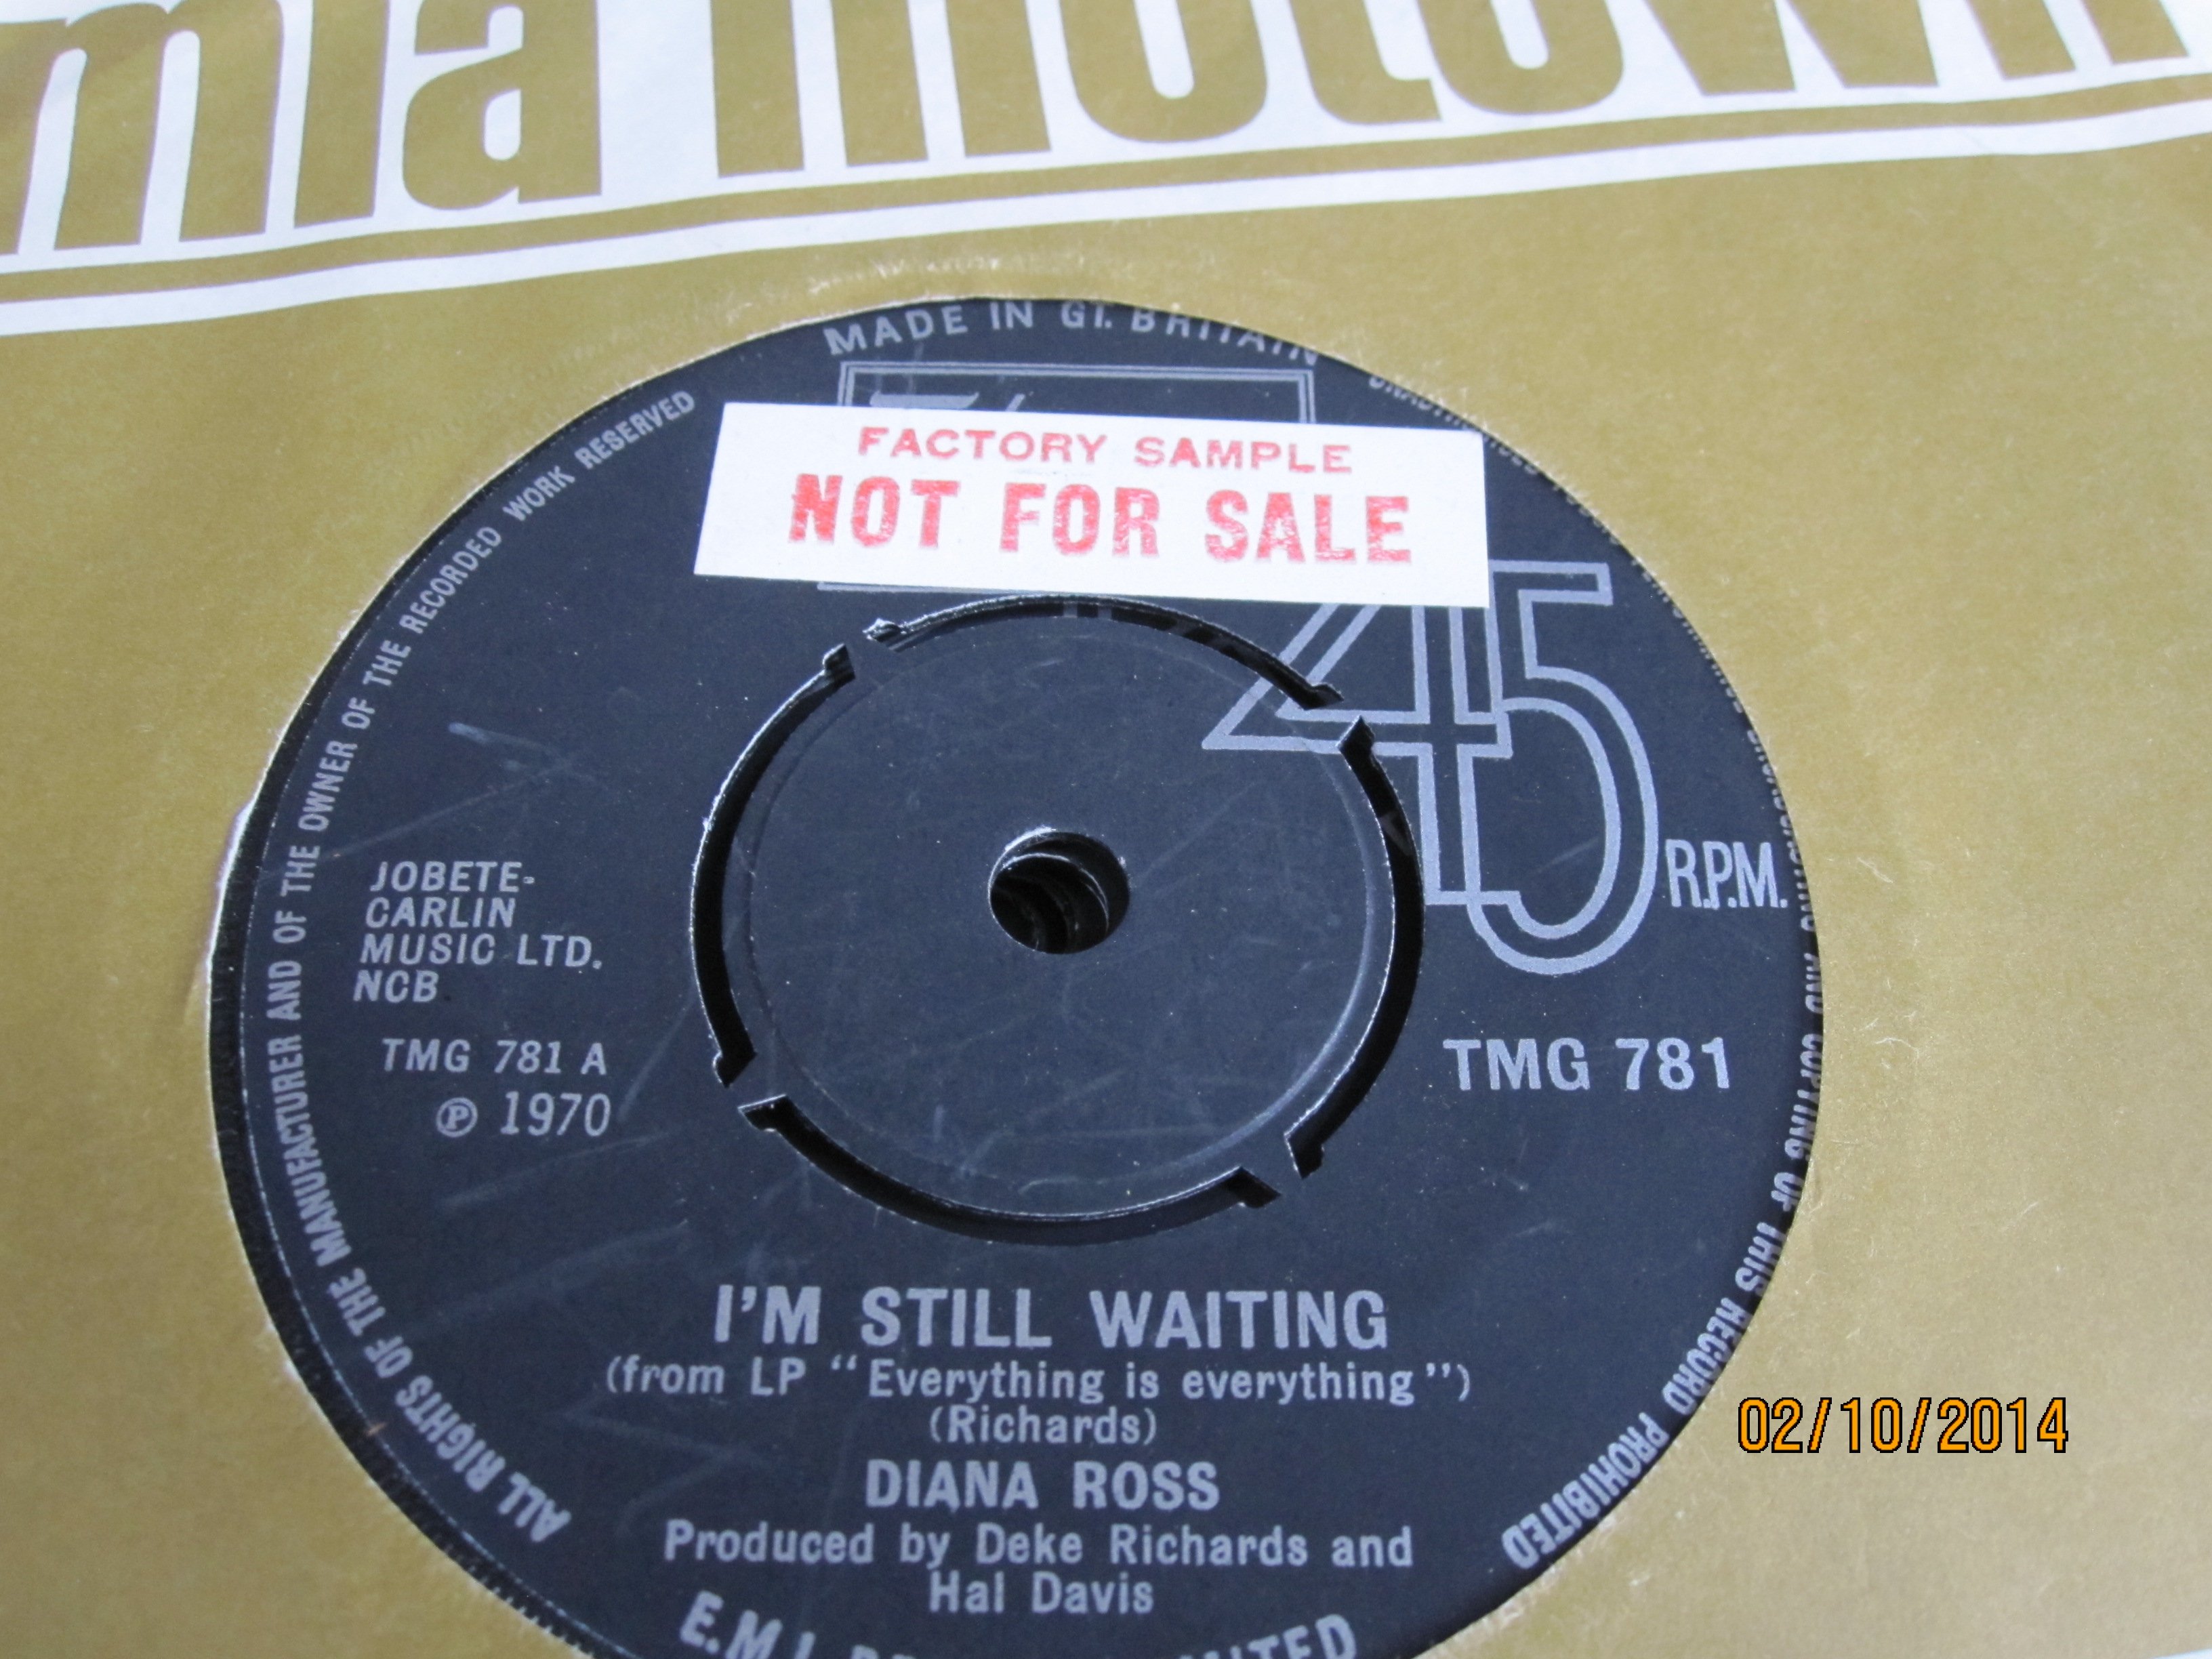 mla motown
MADE IN GT. BRITAIN
ALL RIGHTS OF THE MANUFACTURER AND OF THE OWNER OF THE RECORDED WORK RESERVED
FACTORY SAMPLE
NOT FOR SALE
45
R.P.M.
JOBETE-
CARLIN
MUSIC LTD.
NCB
TMG 781 A
℗ 1970
TMG 781
AND COPYING OF THIS RECORD PROHIBITED
I'M STILL WAITING
(from LP "Everything is everything")
(Richards)
DIANA ROSS
Produced by Deke Richards and
Hal Davis
E.M.I.
02/10/2014